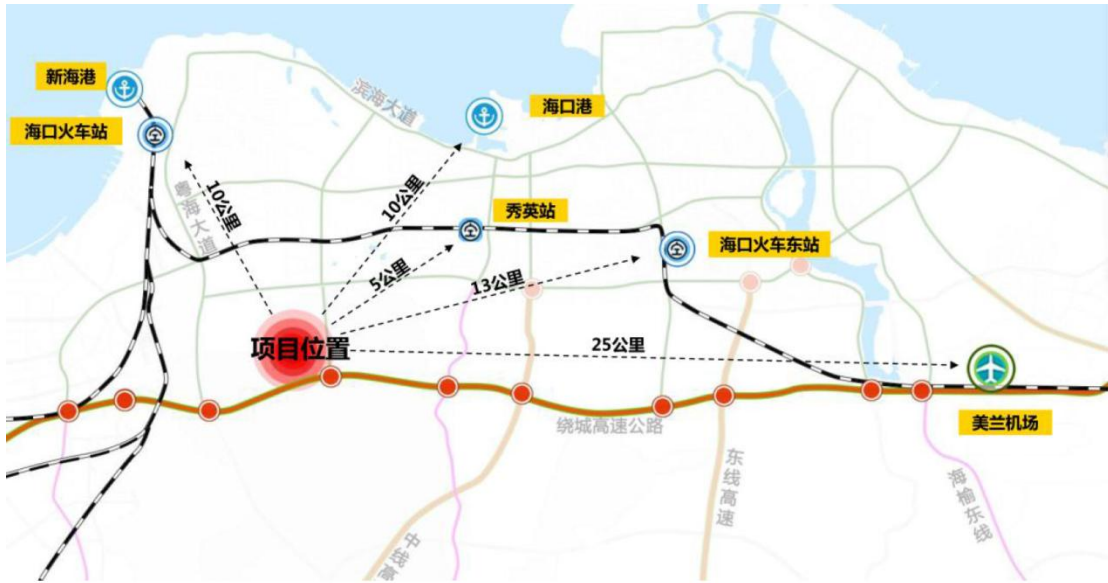 新海港
海口火车站
滨海大道
海口港
10公里
粤海大道
10公里
秀英站
海口火车东站
5公里
13公里
项目位置
25公里
美兰机场
绕城高速公路
东线高速
海榆东线
中线高